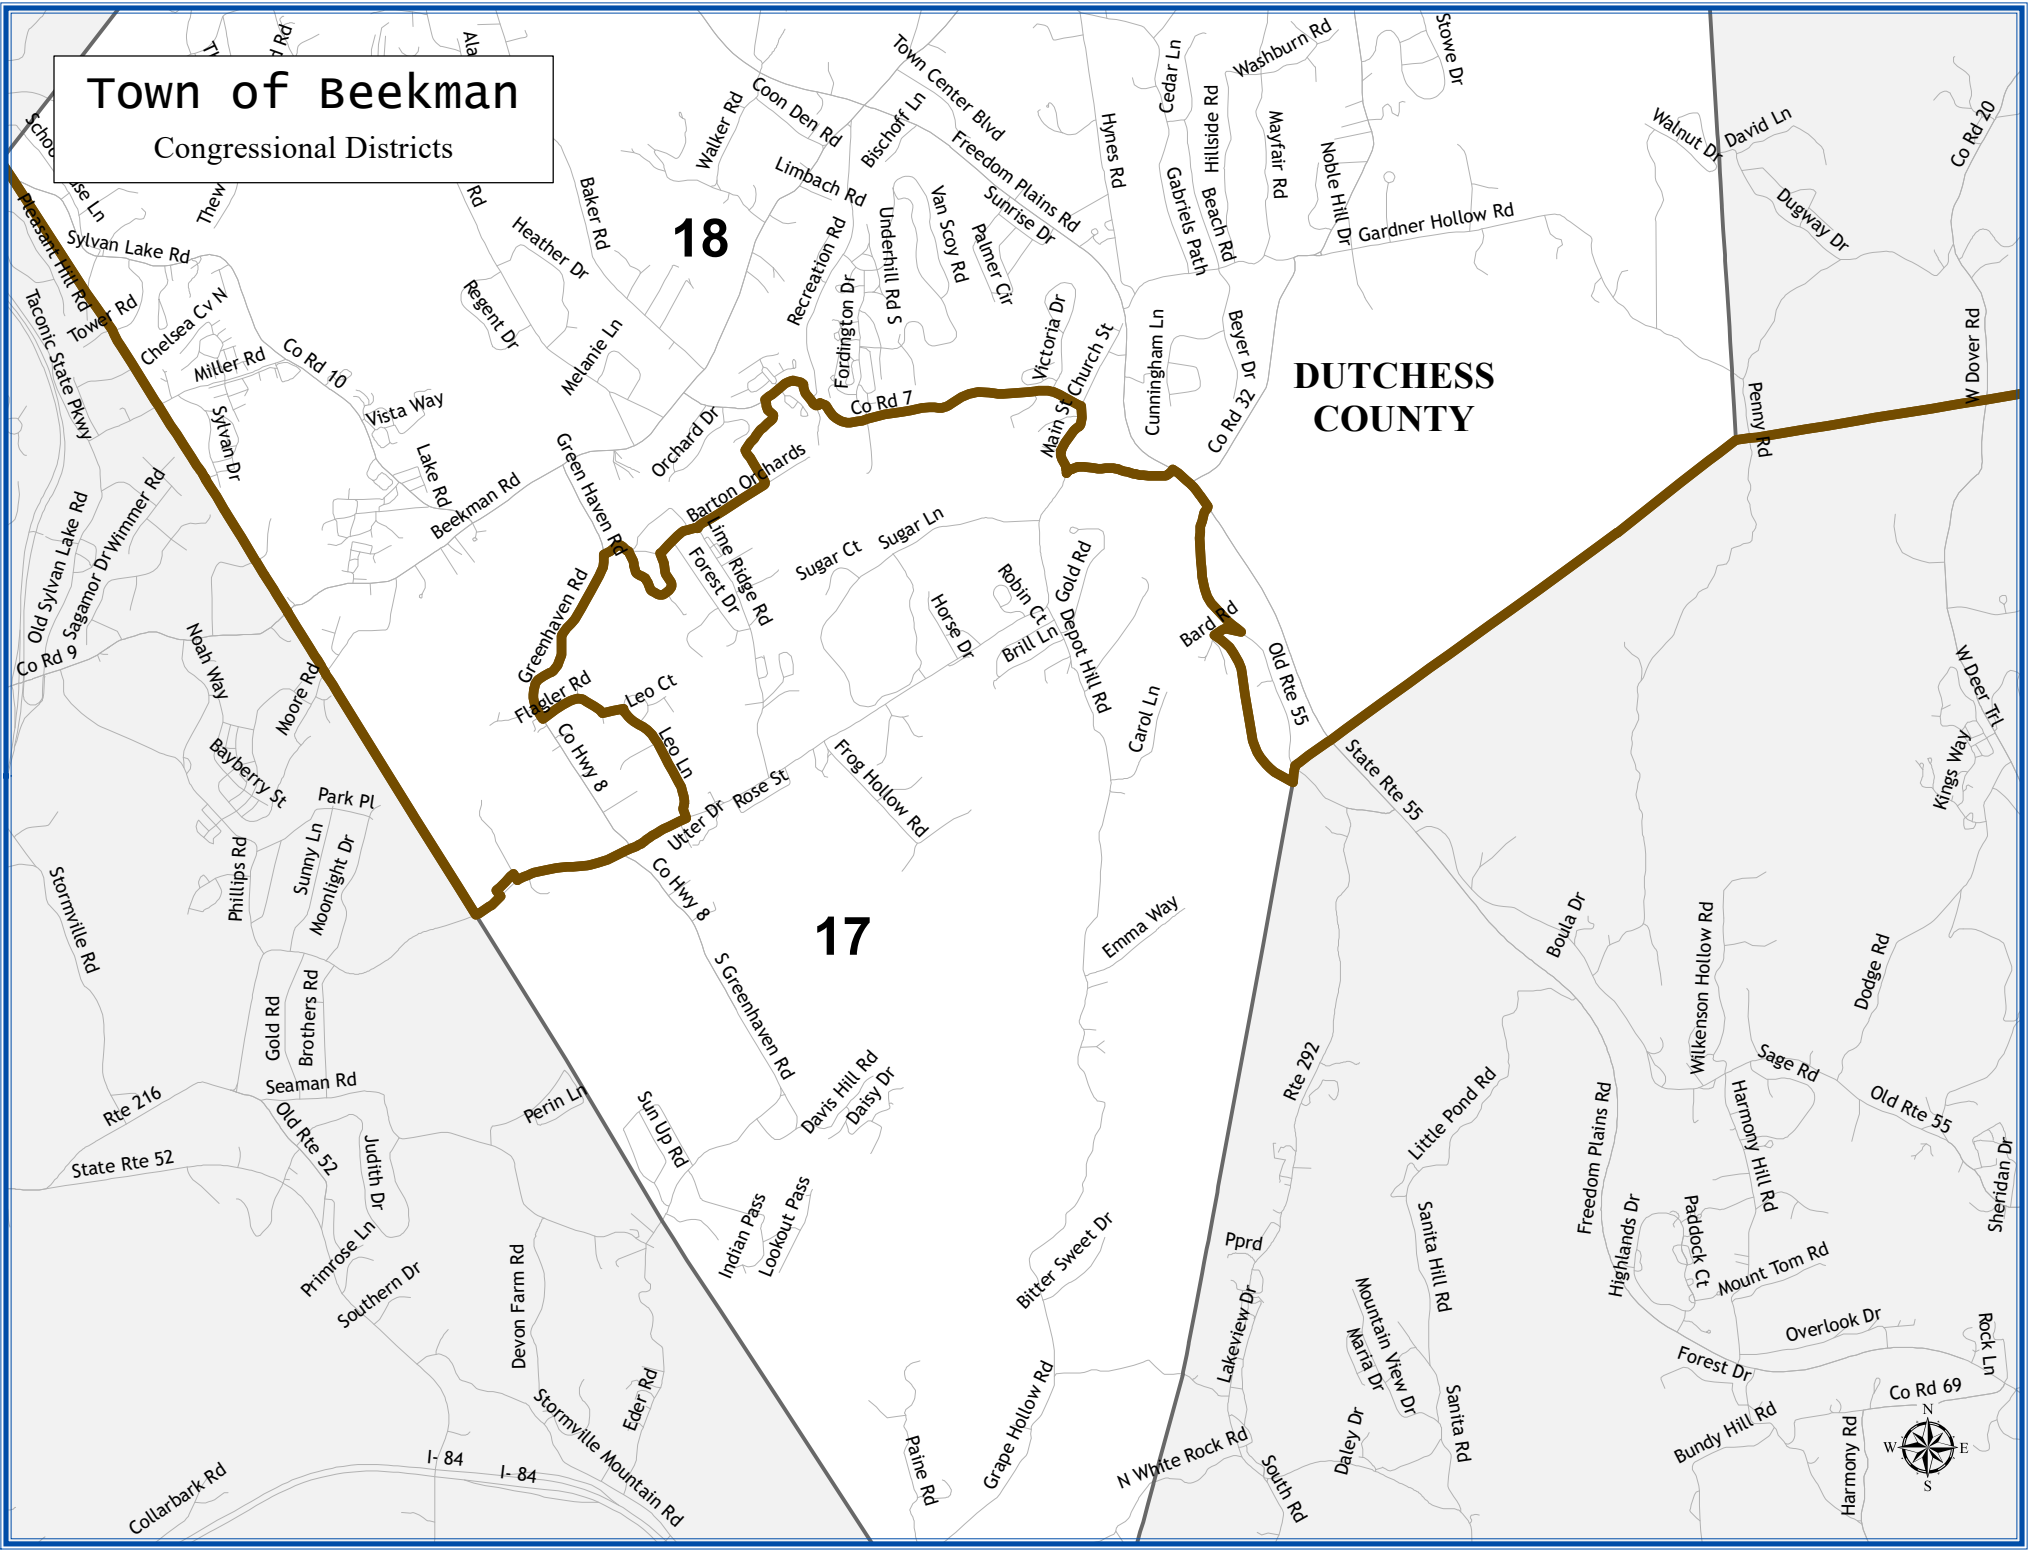 Town of Beekman
Congressional Districts
18
17
DUTCHESS
COUNTY
Thew
Sylvan Lake Rd
Pleasant Hill Rd
Tower Rd
Taconic State Pkwy
Chelsea Cv N
Miller Rd
Co Rd 10
Vista Way
Sylvan Dr
Lake Rd
Beekman Rd
Wimmer Rd
Sagamor Dr
Old Sylvan Lake Rd
Co Rd 9
Noah Way
Moore Rd
Bayberry St
Park Pl
Sunny Ln
Moonlight Dr
Phillips Rd
Stormville Rd
Gold Rd
Brothers Rd
Seaman Rd
Rte 216
Old Rte 52
State Rte 52
Judith Dr
Primrose Ln
Southern Dr
Devon Farm Rd
Perin Ln
Eder Rd
Stormville Mountain Rd
I- 84
I- 84
Collarbark Rd
Heather Dr
Baker Rd
Regent Dr
Melanie Ln
Walker Rd
Coon Den Rd
Limbach Rd
Bischoff Ln
Town Center Blvd
Freedom Plains Rd
Sunrise Dr
Van Scoy Rd
Palmer Cir
Underhill Rd S
Recreation Rd
Fordington Dr
Victoria Dr
Church St
Main St
Co Rd 7
Orchard Dr
Barton Orchards
Green Haven Rd
Greenhaven Rd
Lime Ridge Rd
Forest Dr
Flagler Rd
Leo Ct
Leo Ln
Co Hwy 8
Utter Dr
Rose St
Co Hwy 8
S Greenhaven Rd
Sugar Ct
Sugar Ln
Horse Dr
Robin Ct
Gold Rd
Brill Ln
Depot Hill Rd
Carol Ln
Frog Hollow Rd
Emma Way
Davis Hill Rd
Daisy Dr
Sun Up Rd
Indian Pass
Lookout Pass
Bitter Sweet Dr
Grape Hollow Rd
Paine Rd
Hynes Rd
Cedar Ln
Hillside Rd
Washburn Rd
Mayfair Rd
Noble Hill Dr
Gabriels Path
Beach Rd
Stowe Dr
Gardner Hollow Rd
Cunningham Ln
Beyer Dr
Co Rd 32
Bard Rd
Old Rte 55
State Rte 55
Walnut Dr
David Ln
Co Rd 20
Dugway Dr
W Dover Rd
Penny Rd
W Deer Trl
Kings Way
Boula Dr
Wilkenson Hollow Rd
Dodge Rd
Sage Rd
Old Rte 55
Harmony Hill Rd
Sheridan Dr
Freedom Plains Rd
Highlands Dr
Paddock Ct
Mount Tom Rd
Overlook Dr
Rock Ln
Forest Dr
Co Rd 69
Bundy Hill Rd
Harmony Rd
Rte 292
Little Pond Rd
Sanita Hill Rd
Pprd
Lakeview Dr
Mountain View Dr
Maria Dr
Daley Dr
Sanita Rd
N White Rock Rd
South Rd
N
W
E
S